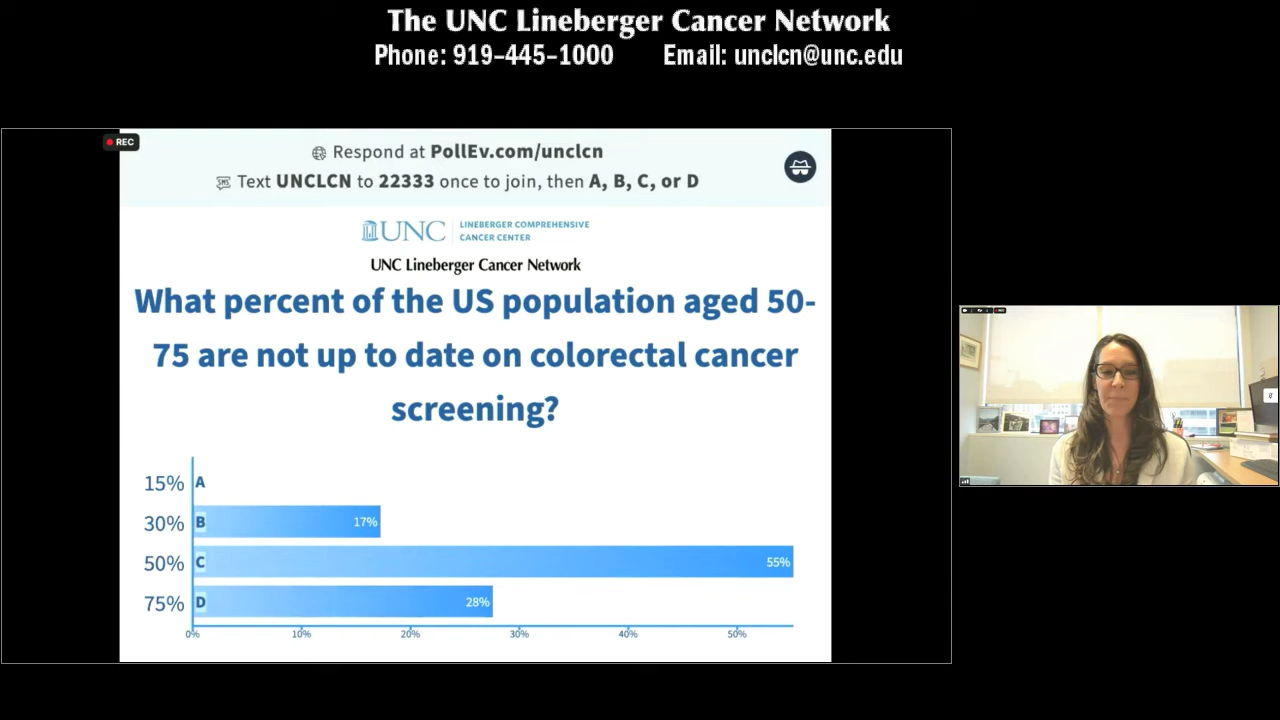 The UNC Lineberger Cancer Network
Phone: 919-445-1000 Email: unclcn@unc.edu
REC
Respond at PollEv.com/unclcn
SMS Text UNCLCN to 22333 once to join, then A, B, C, or D
UNC LINEBERGER COMPREHENSIVE
CANCER CENTER
UNC Lineberger Cancer Network
What percent of the US population aged 50-
75 are not up to date on colorectal cancer
screening?
15% A
30% B 17%
50% C 55%
75% D 28%
0% 10% 20% 30% 40% 50%